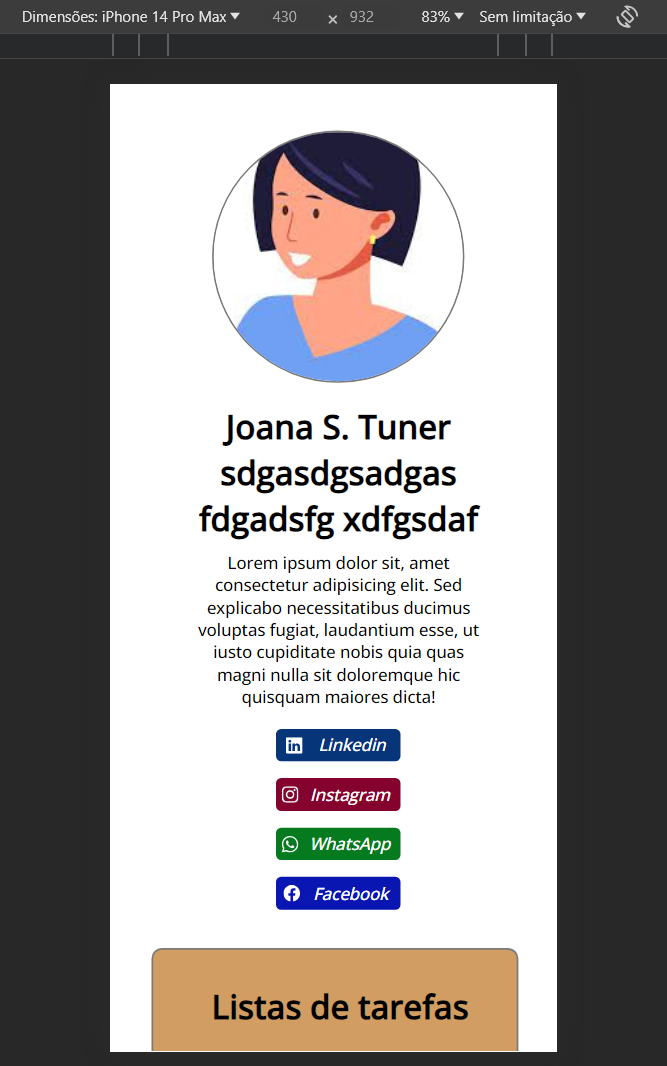 Dimensões: iPhone 14 Pro Max 430 × 932 83% Sem limitação
Joana S. Tuner
sdgasdgsadgas
fdgadsfg xdfgsdaf
Lorem ipsum dolor sit, amet
consectetur adipisicing elit. Sed
explicabo necessitatibus ducimus
voluptas fugiat, laudantium esse, ut
iusto cupiditate nobis quia quas
magni nulla sit doloremque hic
quisquam maiores dicta!
Linkedin
Instagram
WhatsApp
Facebook
Listas de tarefas